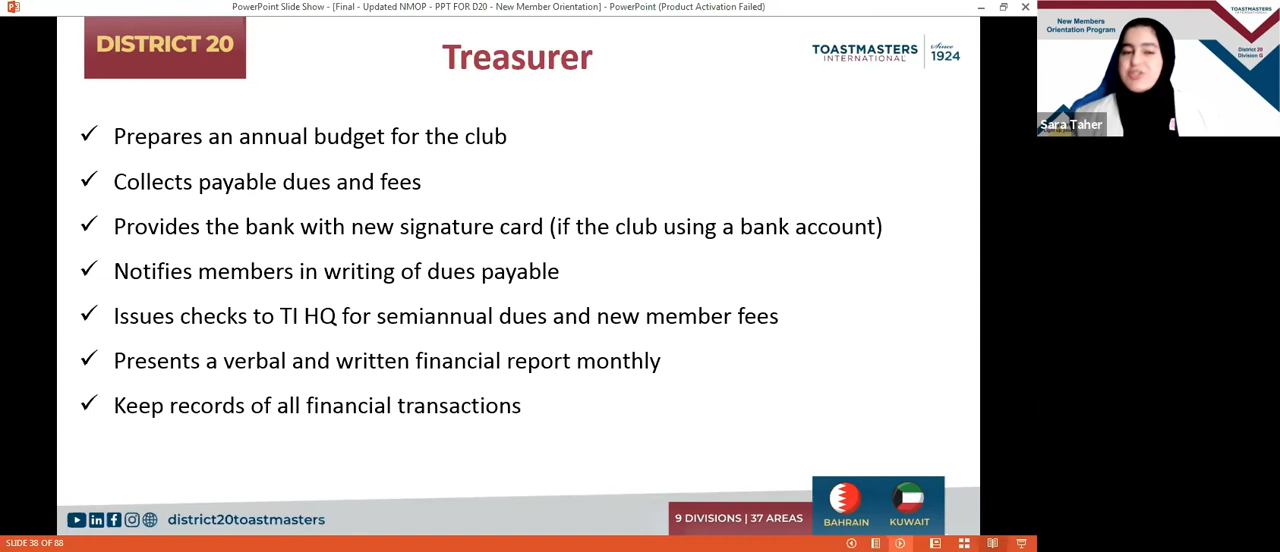 PowerPoint Slide Show - [Final - Updated NMOP - PPT FOR D20 - New Member Orientation] - PowerPoint (Product Activation Failed)
DISTRICT 20
Treasurer
TOASTMASTERS
INTERNATIONAL
Since
1924
Prepares an annual budget for the club
Collects payable dues and fees
Provides the bank with new signature card (if the club using a bank account)
Notifies members in writing of dues payable
Issues checks to TI HQ for semiannual dues and new member fees
Presents a verbal and written financial report monthly
Keep records of all financial transactions
district20toastmasters
9 DIVISIONS | 37 AREAS
BAHRAIN
KUWAIT
SLIDE 38 OF 88
New Members
Orientation Program
TOASTMASTERS
District 20
Division G
Sara Taher